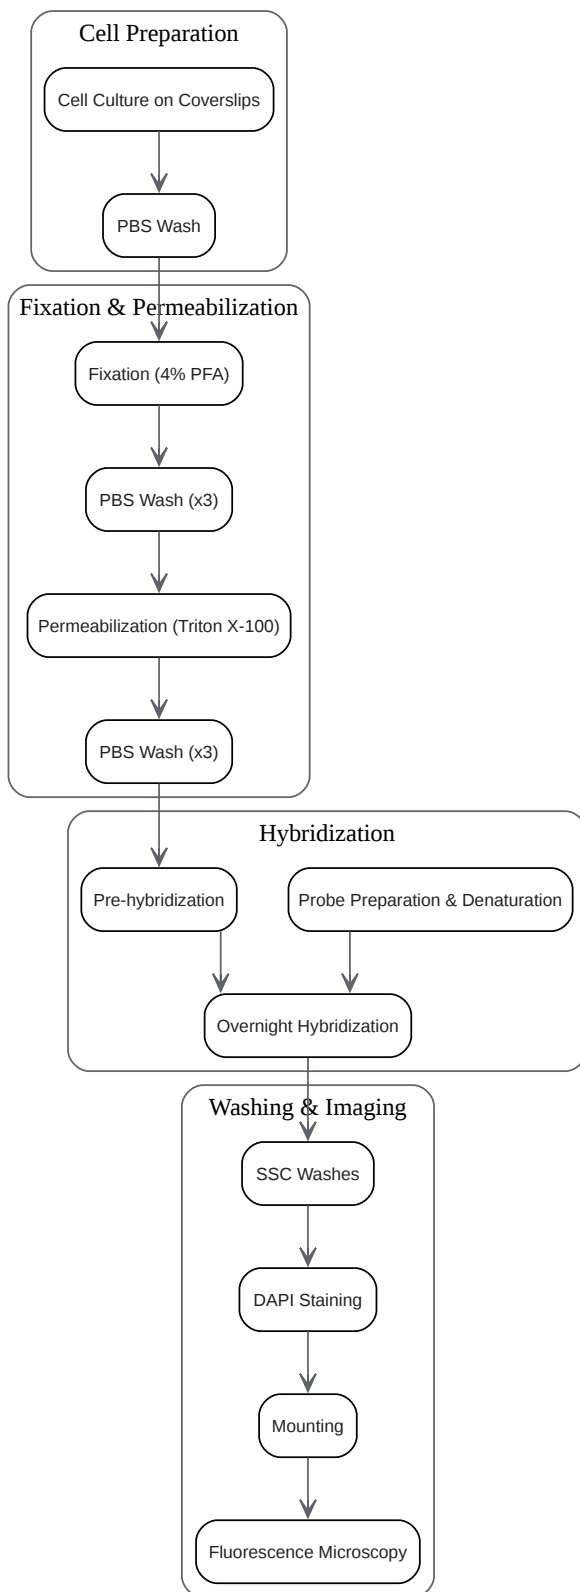 Cell Preparation
Cell Culture on Coverslips
PBS Wash
Fixation & Permeabilization
Fixation (4% PFA)
PBS Wash (x3)
Permeabilization (Triton X-100)
PBS Wash (x3)
Hybridization
Pre-hybridization
Probe Preparation & Denaturation
Overnight Hybridization
Washing & Imaging
SSC Washes
DAPI Staining
Mounting
Fluorescence Microscopy